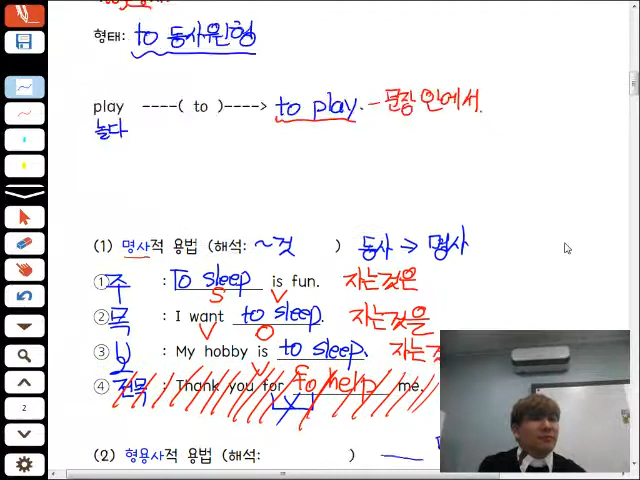 형태: to 동사원형
play ----( to )----> to play. - 문장 안에서.
놀다
(1) 명사적 용법 (해석: ~것 ) 동사 → 명사
① 주 : To sleep is fun. 자는것은
S V
② 목 : I want to sleep. 자는것을
V O
③ 보 : My hobby is to sleep. 자는것
V C
④ 전목 : Thank you for to help me.
(2) 형용사적 용법 (해석: )
2